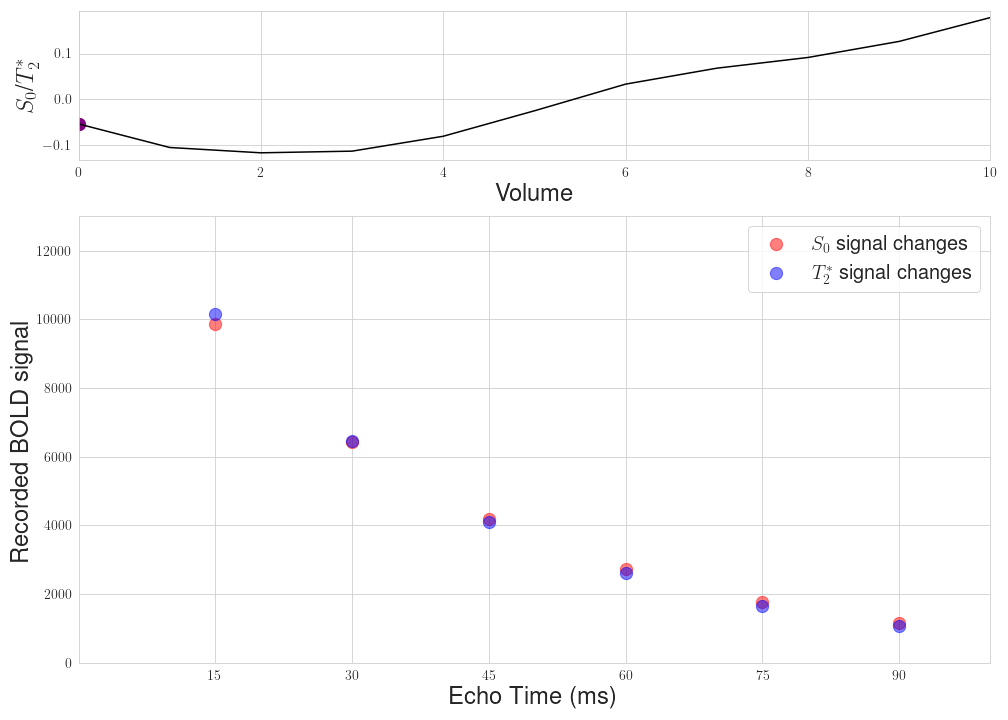 S₀/T₂*
0.1
0.0
−0.1
0 2 4 6 8 10
Volume
S₀ signal changes
T₂* signal changes
Recorded BOLD signal
12000
10000
8000
6000
4000
2000
0
15 30 45 60 75 90
Echo Time (ms)